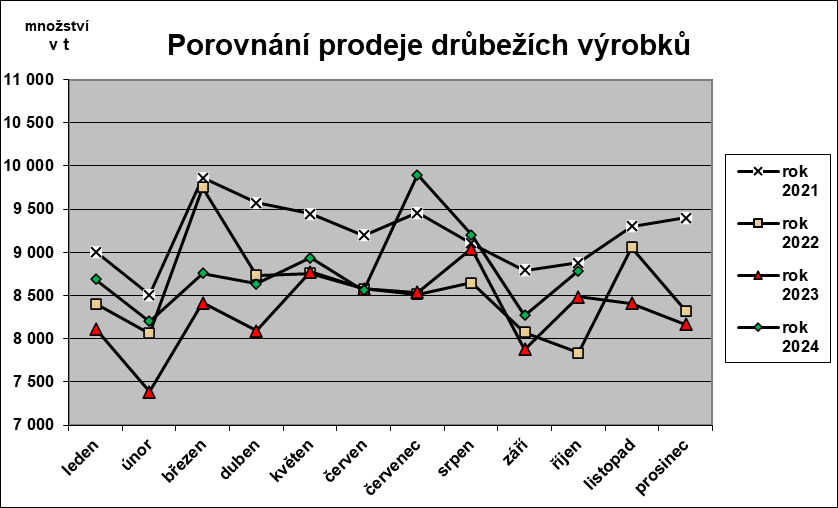 množství
v t
Porovnání prodeje drůbežích výrobků
11 000
10 500
10 000
9 500
9 000
8 500
8 000
7 500
7 000
leden
únor
březen
duben
květen
červen
červenec
srpen
září
říjen
listopad
prosinec
rok
2021
rok
2022
rok
2023
rok
2024